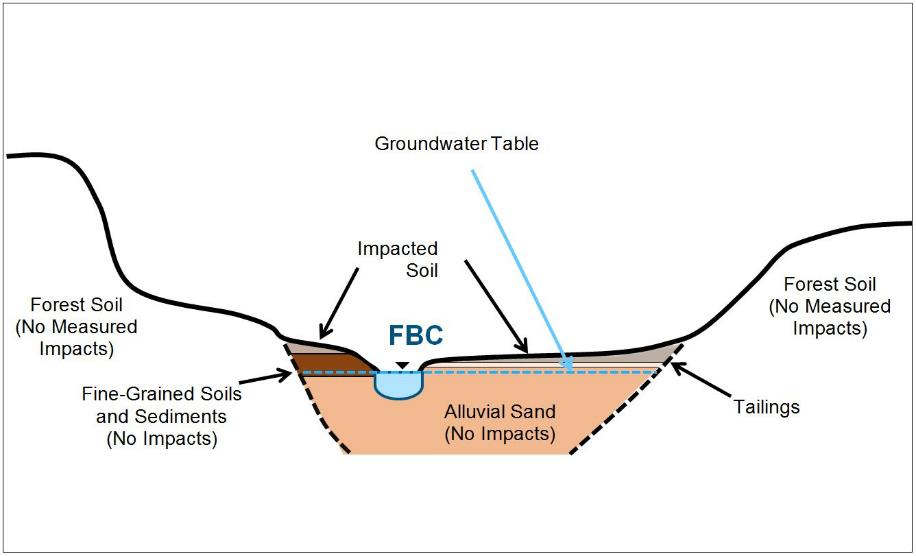 Groundwater Table
Impacted
Soil
FBC
Forest Soil
(No Measured
Impacts)
Forest Soil
(No Measured
Impacts)
Fine-Grained Soils
and Sediments
(No Impacts)
Alluvial Sand
(No Impacts)
Tailings